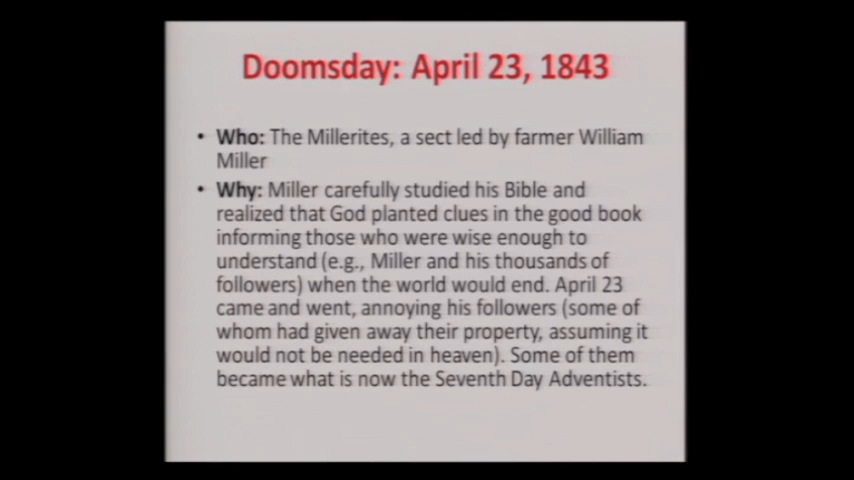 Doomsday: April 23, 1843
• Who: The Millerites, a sect led by farmer William
Miller
• Why: Miller carefully studied his Bible and
realized that God planted clues in the good book
informing those who were wise enough to
understand (e.g., Miller and his thousands of
followers) when the world would end. April 23
came and went, annoying his followers (some of
whom had given away their property, assuming it
would not be needed in heaven). Some of them
became what is now the Seventh Day Adventists.